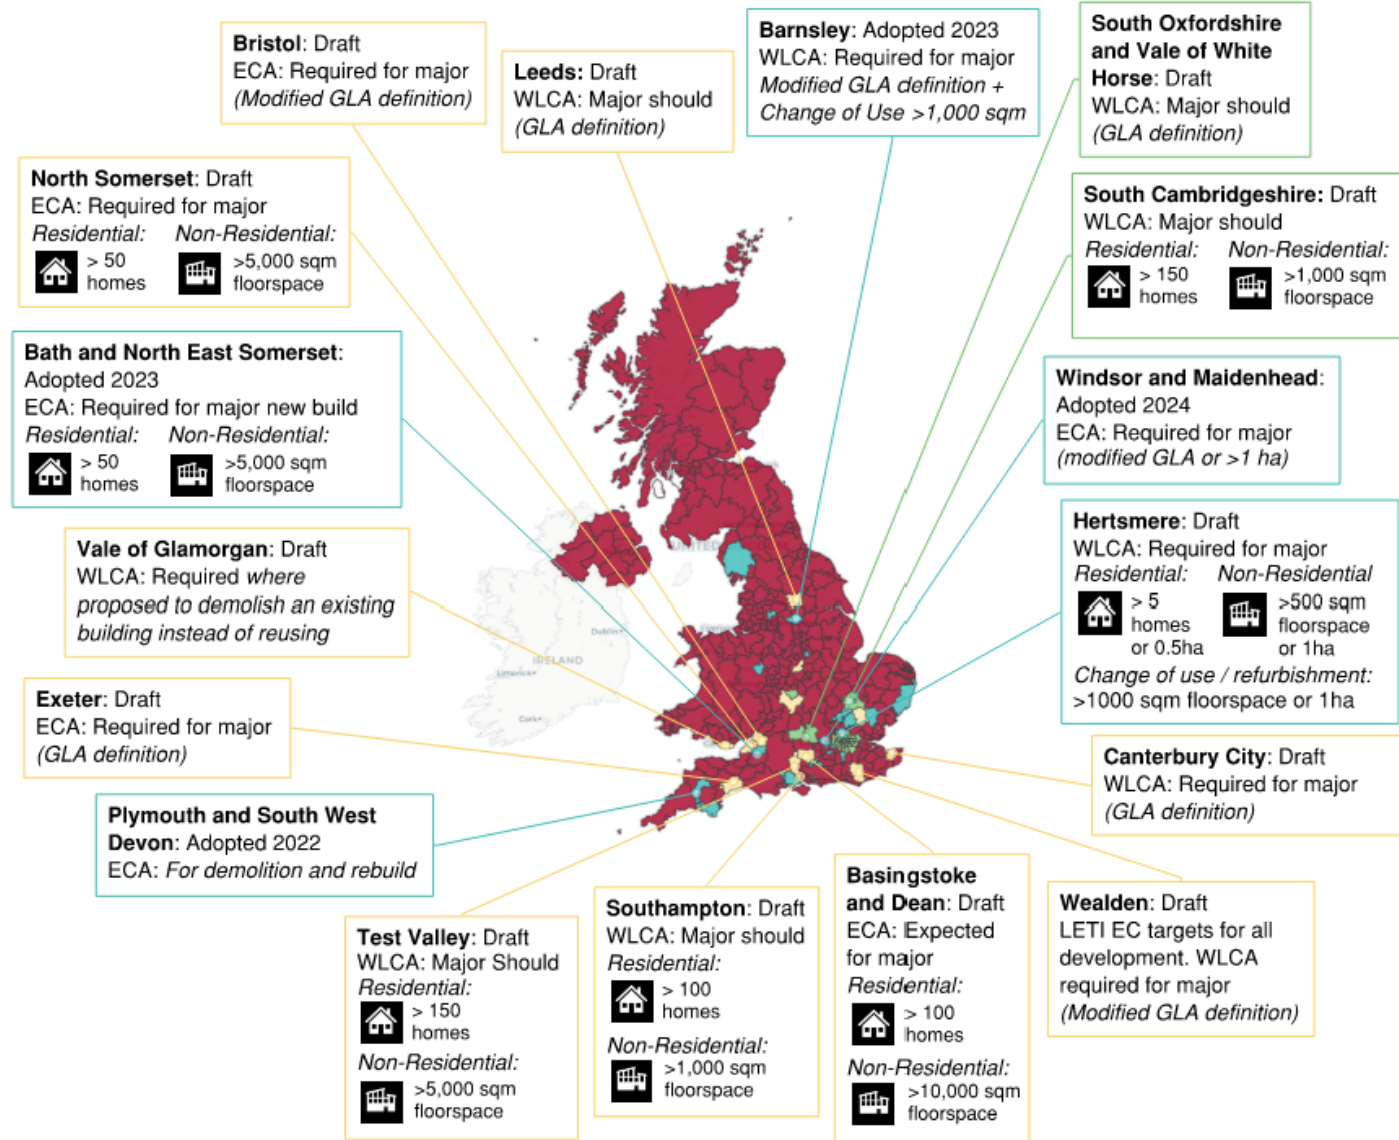 Bristol: Draft
ECA: Required for major
(Modified GLA definition)
Leeds: Draft
WLCA: Major should
(GLA definition)
Barnsley: Adopted 2023
WLCA: Required for major
Modified GLA definition +
Change of Use >1,000 sqm
South Oxfordshire
and Vale of White
Horse: Draft
WLCA: Major should
(GLA definition)
North Somerset: Draft
ECA: Required for major
Residential: Non-Residential:
> 50 >5,000 sqm
homes floorspace
South Cambridgeshire: Draft
WLCA: Major should
Residential: Non-Residential:
> 150 >1,000 sqm
homes floorspace
Bath and North East Somerset:
Adopted 2023
ECA: Required for major new build
Residential: Non-Residential:
> 50 >5,000 sqm
homes floorspace
Windsor and Maidenhead:
Adopted 2024
ECA: Required for major
(modified GLA or >1 ha)
Vale of Glamorgan: Draft
WLCA: Required where
proposed to demolish an existing
building instead of reusing
Hertsmere: Draft
WLCA: Required for major
Residential: Non-Residential
> 5 >500 sqm
homes floorspace
or 0.5ha or 1ha
Change of use / refurbishment:
>1000 sqm floorspace or 1ha
UNITED
Dublin
IRELAND
Limerick
Cork
Exeter: Draft
ECA: Required for major
(GLA definition)
Canterbury City: Draft
WLCA: Required for major
(GLA definition)
Plymouth and South West
Devon: Adopted 2022
ECA: For demolition and rebuild
Test Valley: Draft
WLCA: Major Should
Residential:
> 150
homes
Non-Residential:
>5,000 sqm
floorspace
Southampton: Draft
WLCA: Major should
Residential:
> 100
homes
Non-Residential:
>1,000 sqm
floorspace
Basingstoke
and Dean: Draft
ECA: Expected
for major
Residential:
> 100
homes
Non-Residential:
>10,000 sqm
floorspace
Wealden: Draft
LETI EC targets for all
development. WLCA
required for major
(Modified GLA definition)